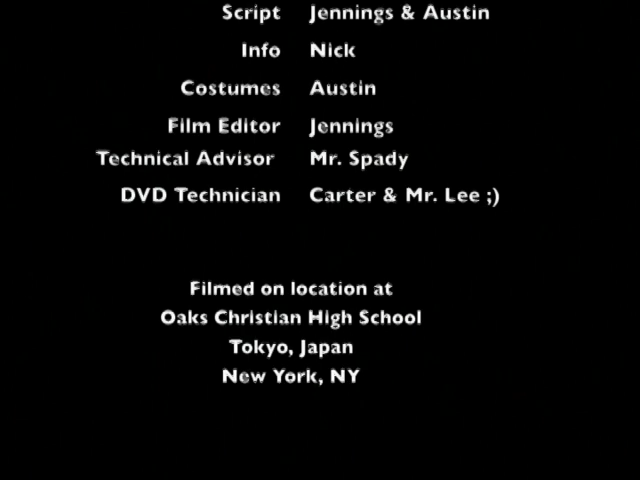 Script Jennings & Austin
Info Nick
Costumes Austin
Film Editor Jennings
Technical Advisor Mr. Spady
DVD Technician Carter & Mr. Lee ;)
Filmed on location at
Oaks Christian High School
Tokyo, Japan
New York, NY